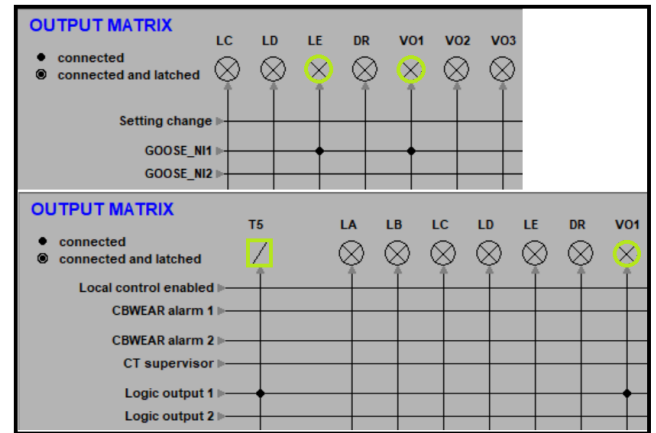 OUTPUT MATRIX
LC LD LE DR VO1 VO2 VO3
connected
connected and latched
Setting change
GOOSE_NI1
GOOSE_NI2
OUTPUT MATRIX
T5 LA LB LC LD LE DR VO1
connected
connected and latched
Local control enabled
CBWEAR alarm 1
CBWEAR alarm 2
CT supervisor
Logic output 1
Logic output 2